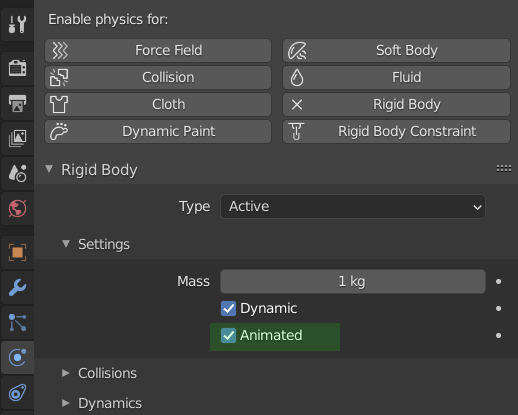 Enable physics for:
Force Field Soft Body
Collision Fluid
Cloth Rigid Body
Dynamic Paint Rigid Body Constraint
Rigid Body
Type Active
Settings
Mass 1 kg
Dynamic
Animated
Collisions
Dynamics